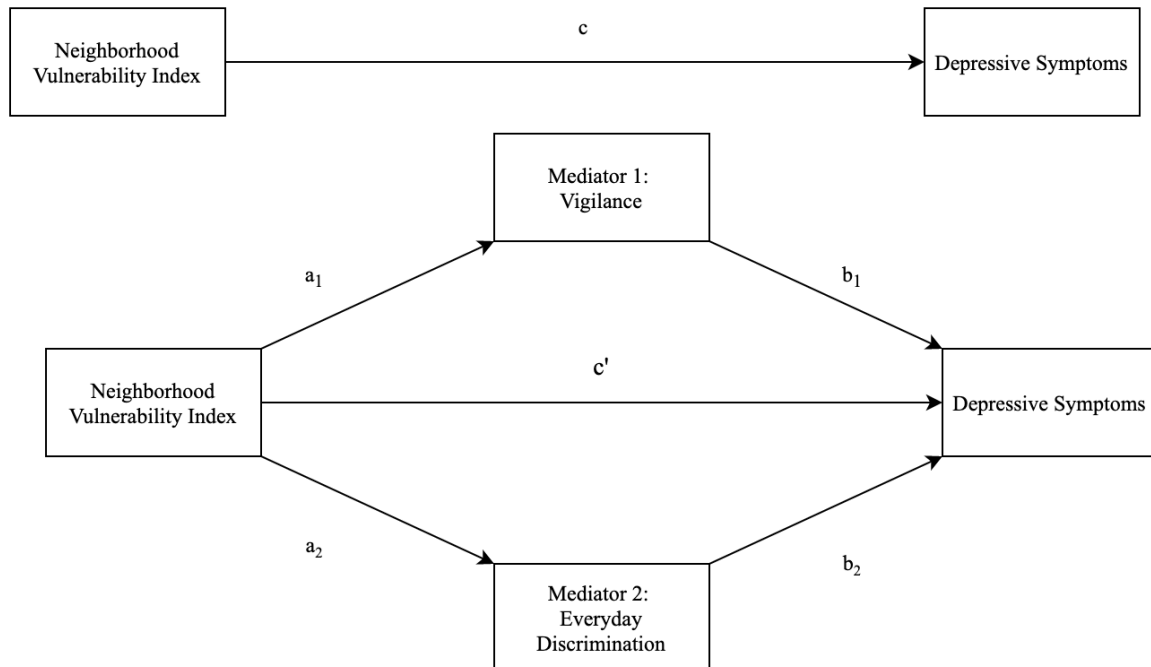 c
Neighborhood
Vulnerability Index
Depressive Symptoms
Mediator 1:
Vigilance
a₁
b₁
c'
Neighborhood
Vulnerability Index
Depressive Symptoms
a₂
b₂
Mediator 2:
Everyday
Discrimination